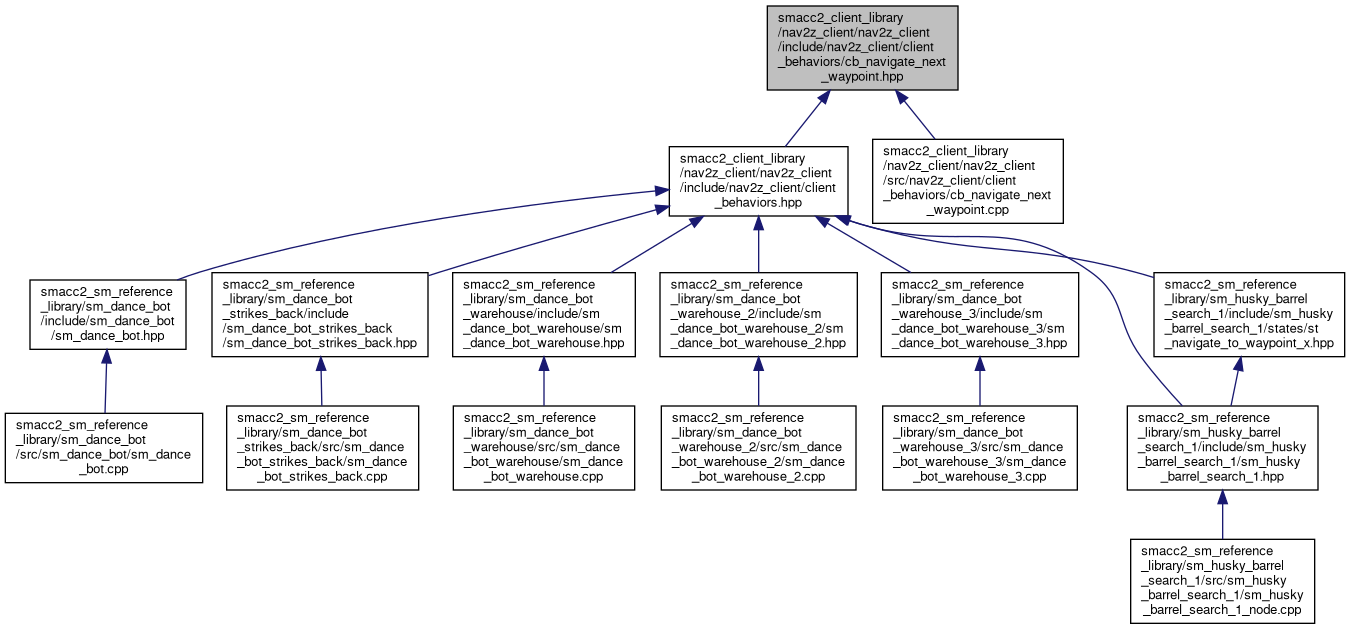 smacc2_client_library
/nav2z_client/nav2z_client
/include/nav2z_client/client
_behaviors/cb_navigate_next
_waypoint.hpp
smacc2_client_library
/nav2z_client/nav2z_client
/include/nav2z_client/client
_behaviors.hpp
smacc2_client_library
/nav2z_client/nav2z_client
/src/nav2z_client/client
_behaviors/cb_navigate_next
_waypoint.cpp
smacc2_sm_reference
_library/sm_dance_bot
/include/sm_dance_bot
/sm_dance_bot.hpp
smacc2_sm_reference
_library/sm_dance_bot
_strikes_back/include
/sm_dance_bot_strikes_back
/sm_dance_bot_strikes_back.hpp
smacc2_sm_reference
_library/sm_dance_bot
_warehouse/include/sm
_dance_bot_warehouse/sm
_dance_bot_warehouse.hpp
smacc2_sm_reference
_library/sm_dance_bot
_warehouse_2/include/sm
_dance_bot_warehouse_2/sm
_dance_bot_warehouse_2.hpp
smacc2_sm_reference
_library/sm_dance_bot
_warehouse_3/include/sm
_dance_bot_warehouse_3/sm
_dance_bot_warehouse_3.hpp
smacc2_sm_reference
_library/sm_husky_barrel
_search_1/include/sm_husky
_barrel_search_1/states/st
_navigate_to_waypoint_x.hpp
smacc2_sm_reference
_library/sm_dance_bot
/src/sm_dance_bot/sm_dance
_bot.cpp
smacc2_sm_reference
_library/sm_dance_bot
_strikes_back/src/sm_dance
_bot_strikes_back/sm_dance
_bot_strikes_back.cpp
smacc2_sm_reference
_library/sm_dance_bot
_warehouse/src/sm_dance
_bot_warehouse/sm_dance
_bot_warehouse.cpp
smacc2_sm_reference
_library/sm_dance_bot
_warehouse_2/src/sm_dance
_bot_warehouse_2/sm_dance
_bot_warehouse_2.cpp
smacc2_sm_reference
_library/sm_dance_bot
_warehouse_3/src/sm_dance
_bot_warehouse_3/sm_dance
_bot_warehouse_3.cpp
smacc2_sm_reference
_library/sm_husky_barrel
_search_1/include/sm_husky
_barrel_search_1/sm_husky
_barrel_search_1.hpp
smacc2_sm_reference
_library/sm_husky_barrel
_search_1/src/sm_husky
_barrel_search_1/sm_husky
_barrel_search_1_node.cpp